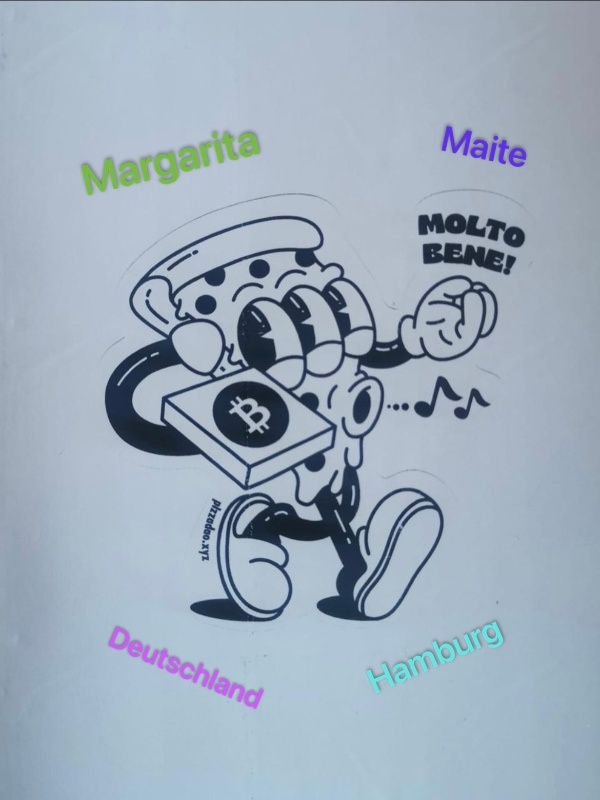 Margarita
Maite
MOLTO
BENE!
₿
pizzadao.xyz
Deutschland
Hamburg